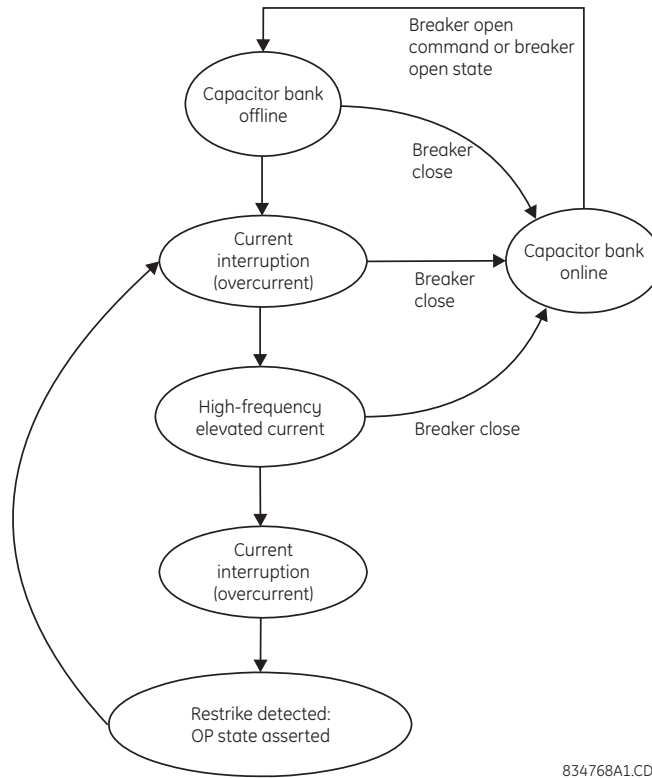 Breaker open
command or breaker
open state
Capacitor bank
offline
Breaker
close
Current
interruption
(overcurrent)
Breaker
close
Capacitor bank
online
High-frequency
elevated current
Breaker close
Current
interruption
(overcurrent)
Restrike detected:
OP state asserted
834768A1.CD